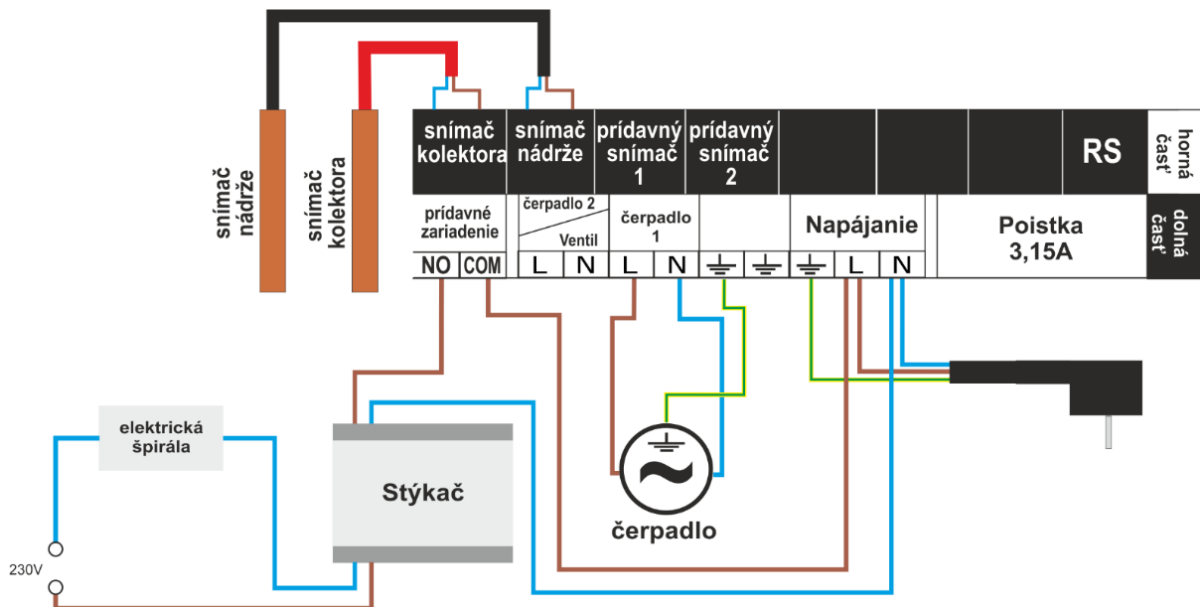 snímač
nádrže
snímač
kolektora
snímač
kolektora
snímač
nádrže
prídavný
snímač
1
prídavný
snímač
2
RS
horná
časť
prídavné
zariadenie
čerpadlo 2
Ventil
čerpadlo
1
Napájanie
Poistka
3,15A
dolná
časť
NO COM L N L N L N
elektrická
špirála
Stýkač
čerpadlo
230V